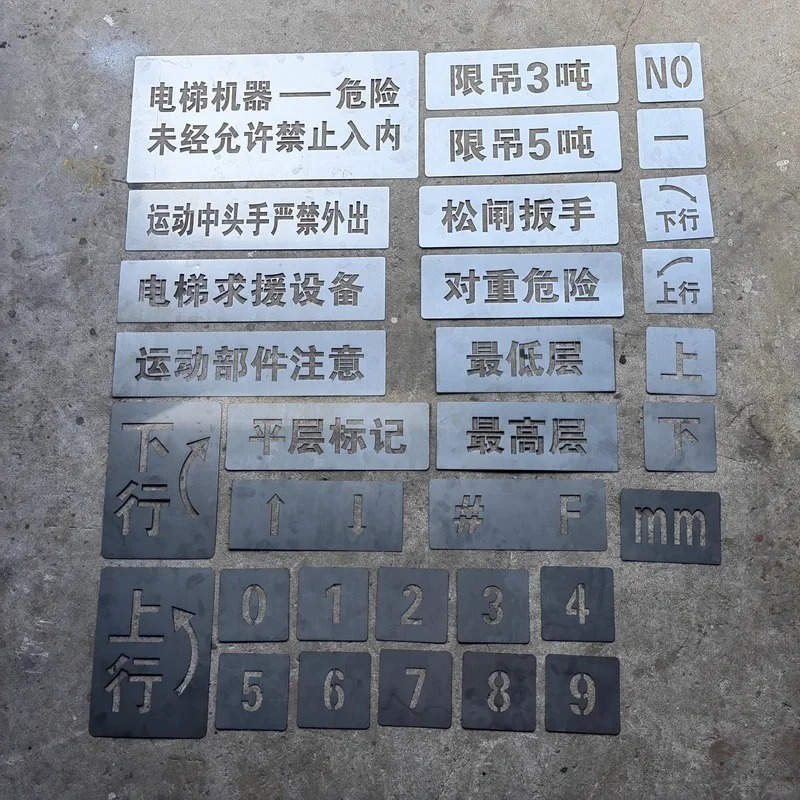 电梯机器——危险
未经允许禁止入内
限吊3吨
NO
限吊5吨
一
运动中头手严禁外出
松闸扳手
下行
电梯求援设备
对重危险
上行
运动部件注意
最低层
上
下行
平层标记
最高层
下
↑ ↓
# F
mm
上行
0 1 2 3 4
5 6 7 8 9